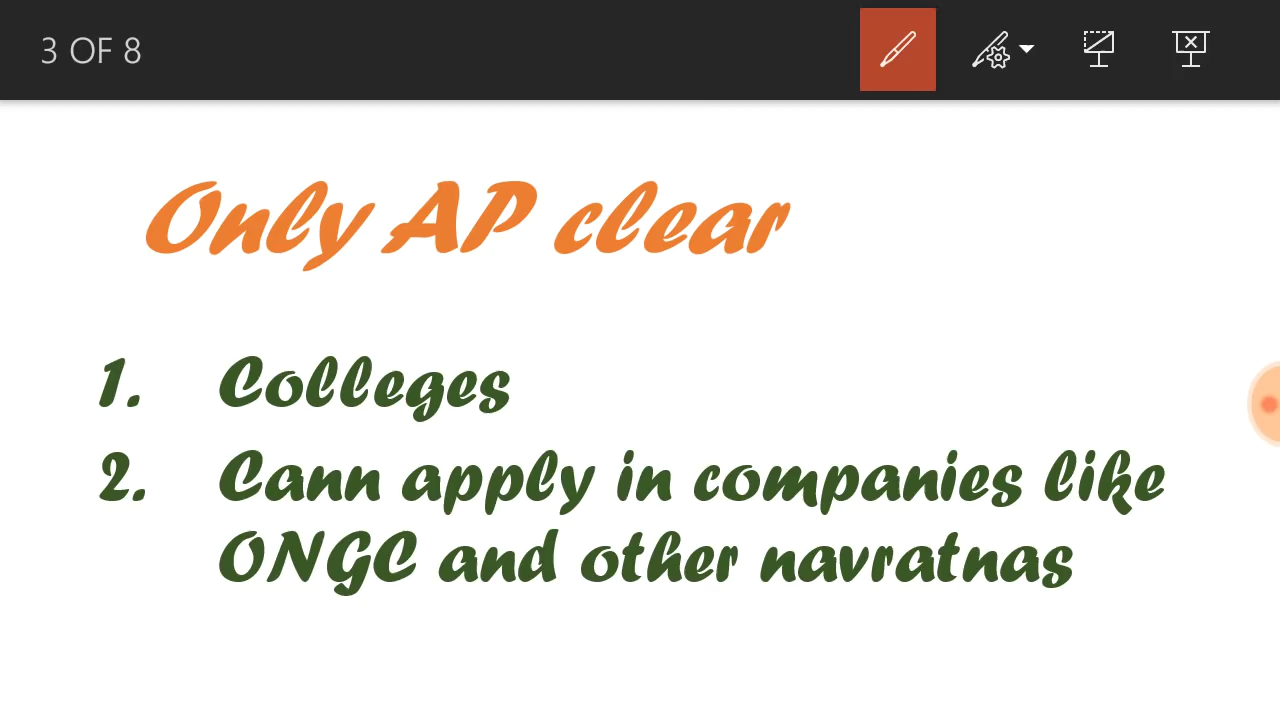 3 OF 8
Only AP clear
1. Colleges
2. Cann apply in companies like
ONGC and other navratnas